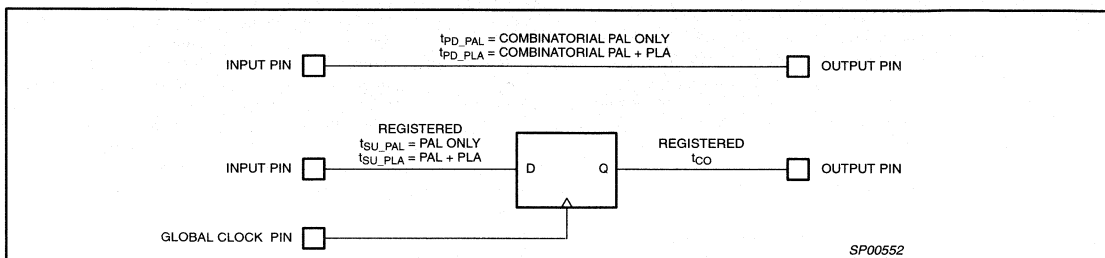 tPD_PAL = COMBINATORIAL PAL ONLY
tPD_PLA = COMBINATORIAL PAL + PLA
INPUT PIN
OUTPUT PIN
REGISTERED
tSU_PAL = PAL ONLY
tSU_PLA = PAL + PLA
REGISTERED
tCO
INPUT PIN
D
Q
OUTPUT PIN
GLOBAL CLOCK PIN
SP00552